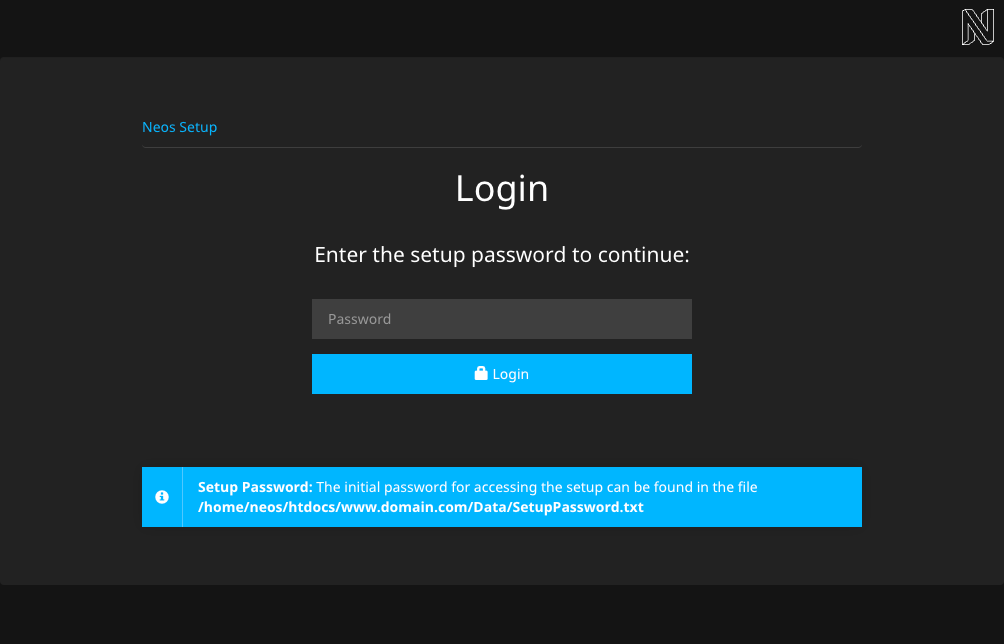 Neos Setup
Login
Enter the setup password to continue:
Password
Login
Setup Password: The initial password for accessing the setup can be found in the file
/home/neos/htdocs/www.domain.com/Data/SetupPassword.txt